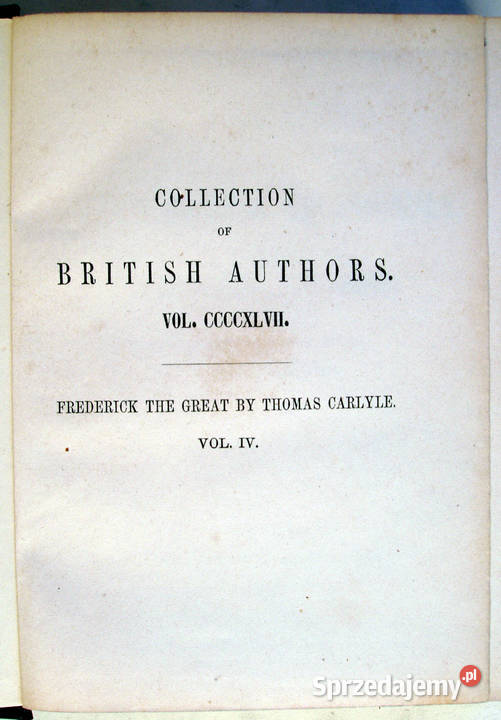 COLLECTION
OF
BRITISH AUTHORS.
VOL. CCCCXLVII.
FREDERICK THE GREAT BY THOMAS CARLYLE.
VOL. IV.
Sprzedajemy.pl